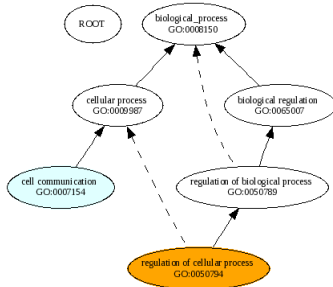 ROOT
biological_process
GO:0008150
cellular process
GO:0009987
biological regulation
GO:0065007
cell communication
GO:0007154
regulation of biological process
GO:0050789
regulation of cellular process
GO:0050794